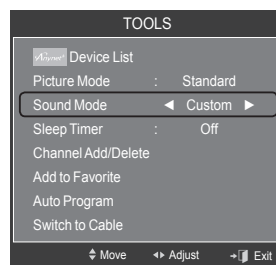 TOOLS
Anynet+ Device List
Picture Mode : Standard
Sound Mode ◄ Custom ►
Sleep Timer : Off
Channel Add/Delete
Add to Favorite
Auto Program
Switch to Cable
Move Adjust Exit